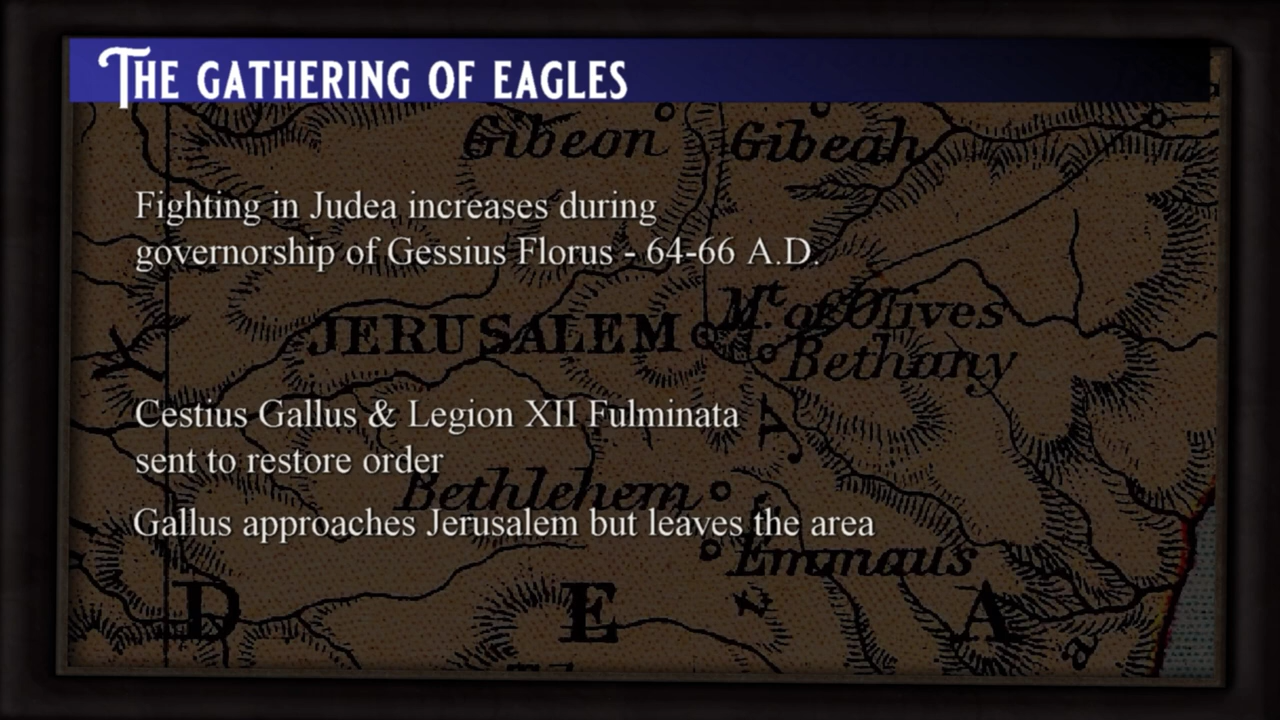 THE GATHERING OF EAGLES
Gibeon
Gibeah
Fighting in Judea increases during
governorship of Gessius Florus - 64-66 A.D.
Mt. of Olives
JERUSALEM
Bethany
Cestius Gallus & Legion XII Fulminata
sent to restore order
Bethlehem
Gallus approaches Jerusalem but leaves the area
Emmaus
D E A